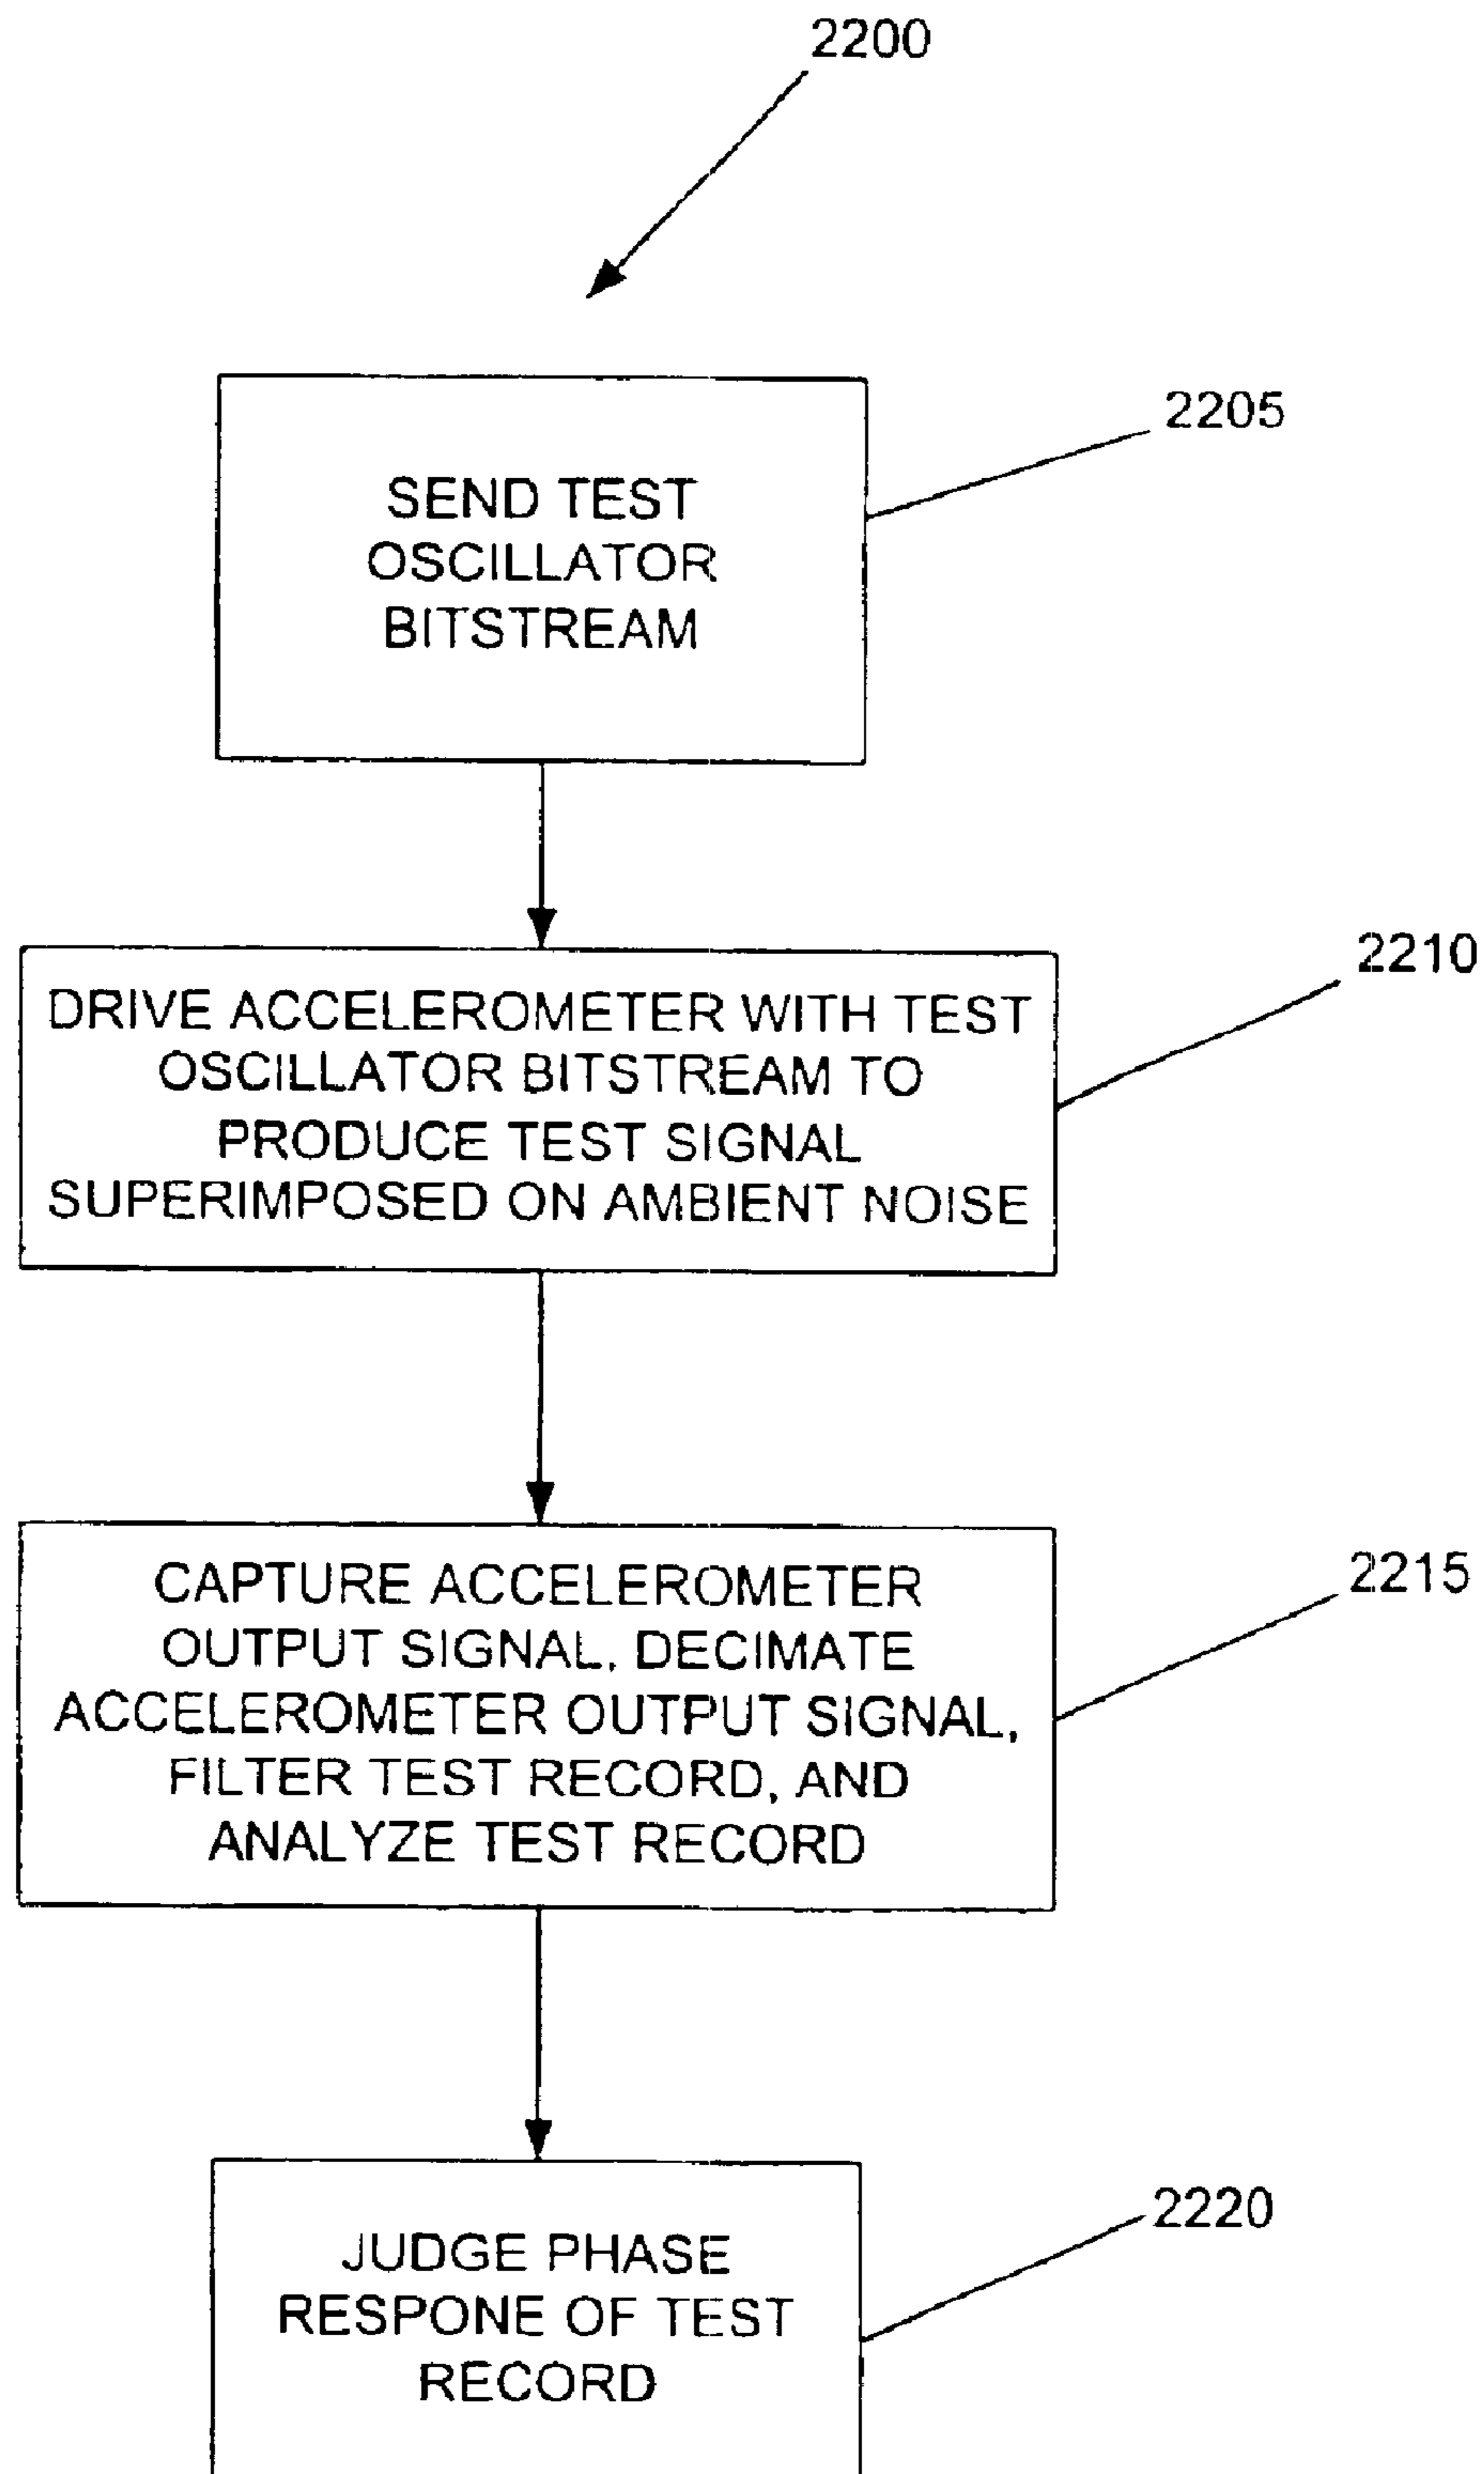 2200
2205
SEND TEST
OSCILLATOR
BITSTREAM
2210
DRIVE ACCELEROMETER WITH TEST
OSCILLATOR BITSTREAM TO
PRODUCE TEST SIGNAL
SUPERIMPOSED ON AMBIENT NOISE
2215
CAPTURE ACCELEROMETER
OUTPUT SIGNAL, DECIMATE
ACCELEROMETER OUTPUT SIGNAL,
FILTER TEST RECORD, AND
ANALYZE TEST RECORD
2220
JUDGE PHASE
RESPONE OF TEST
RECORD